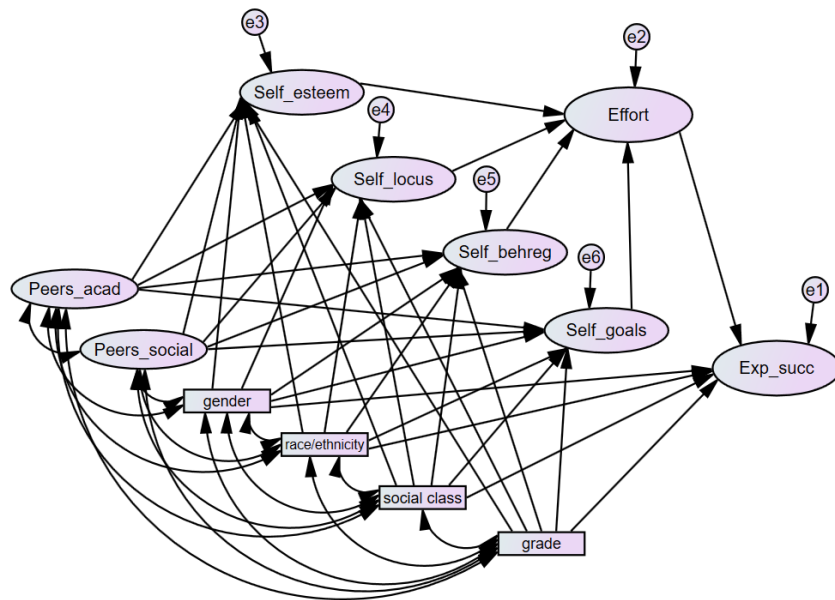 e3
e2
Self_esteem
Effort
e4
Self_locus
e5
Self_behreg
e6
Peers_acad
e1
Self_goals
Peers_social
Exp_succ
gender
race/ethnicity
social class
grade